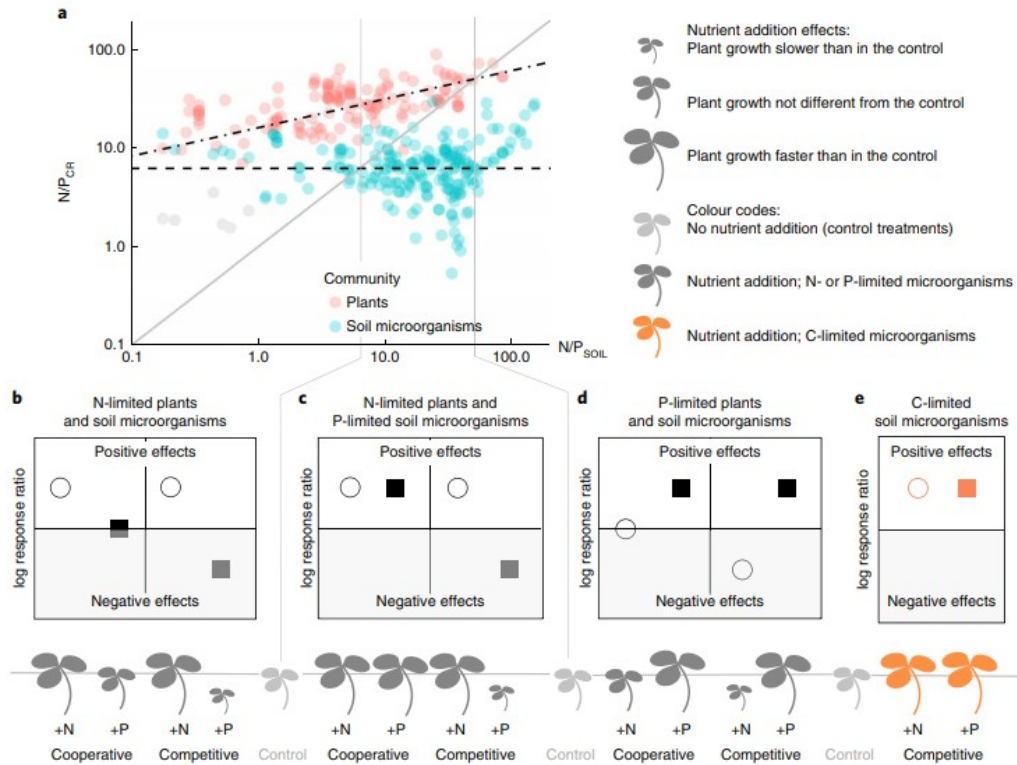 a
100.0
10.0
1.0
0.1
N/P_CR
0.1 1.0 10.0 100.0 N/P_SOIL
Community
Plants
Soil microorganisms
Nutrient addition effects:
Plant growth slower than in the control
Plant growth not different from the control
Plant growth faster than in the control
Colour codes:
No nutrient addition (control treatments)
Nutrient addition; N- or P-limited microorganisms
Nutrient addition; C-limited microorganisms
b
N-limited plants
and soil microorganisms
log response ratio
Positive effects
Negative effects
c
N-limited plants and
P-limited soil microorganisms
log response ratio
Positive effects
Negative effects
d
P-limited plants
and soil microorganisms
log response ratio
Positive effects
Negative effects
e
C-limited
soil microorganisms
log response ratio
Positive effects
Negative effects
+N +P +N +P +N +P +N +P +N +P +N +P +N +P
Cooperative Competitive Control Cooperative Competitive Control Cooperative Competitive Control Competitive